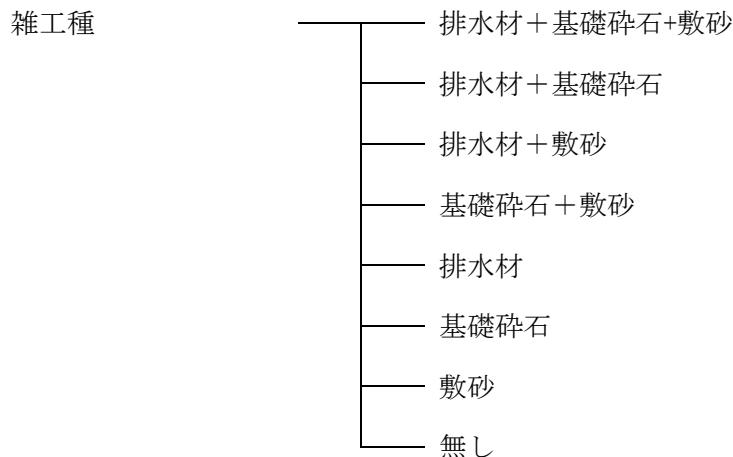 雑工種 排水材＋基礎砕石+敷砂
排水材＋基礎砕石
排水材＋敷砂
基礎砕石＋敷砂
排水材
基礎砕石
敷砂
無し